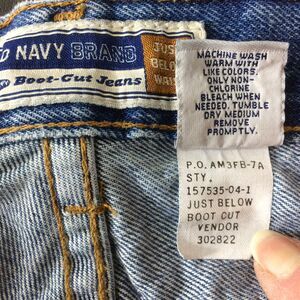 D NAVY BRAND
Boot-Cut Jeans
JUST
BELOW
WAIST
MACHINE WASH
WARM WITH
LIKE COLORS.
ONLY NON-
CHLORINE
BLEACH WHEN
NEEDED. TUMBLE
DRY MEDIUM
REMOVE
PROMPTLY.
P.O. AM3FB-7A
STY.
157535-04-1
JUST BELOW
BOOT CUT
VENDOR
302822